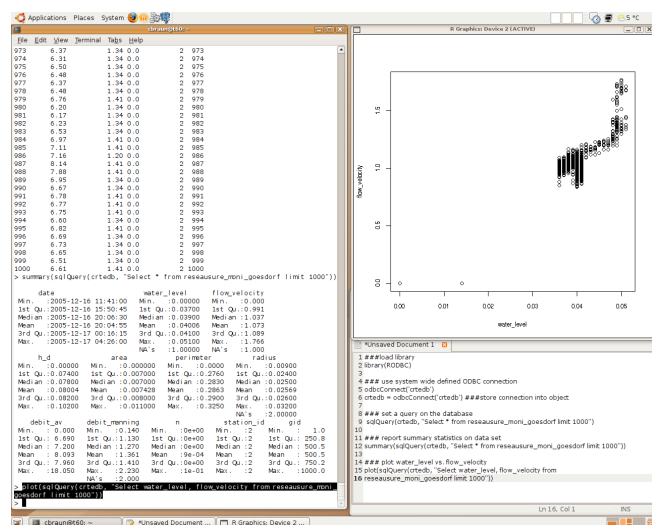 Applications Places System
5 °C
cbraun@t60: ~
File Edit View Terminal Tabs Help
973 6.37 1.34 0.0 2 973
974 6.31 1.34 0.0 2 974
975 6.50 1.34 0.0 2 975
976 6.48 1.34 0.0 2 976
977 6.37 1.34 0.0 2 977
978 6.48 1.34 0.0 2 978
979 6.76 1.41 0.0 2 979
980 6.20 1.34 0.0 2 980
981 6.17 1.34 0.0 2 981
982 6.23 1.34 0.0 2 982
983 6.53 1.34 0.0 2 983
984 6.97 1.41 0.0 2 984
985 7.11 1.41 0.0 2 985
986 7.16 1.20 0.0 2 986
987 8.14 1.41 0.0 2 987
988 7.88 1.41 0.0 2 988
989 6.95 1.34 0.0 2 989
990 6.67 1.34 0.0 2 990
991 6.78 1.41 0.0 2 991
992 6.77 1.41 0.0 2 992
993 6.75 1.41 0.0 2 993
994 6.60 1.34 0.0 2 994
995 6.82 1.41 0.0 2 995
996 6.69 1.34 0.0 2 996
997 6.73 1.34 0.0 2 997
998 6.65 1.34 0.0 2 998
999 6.51 1.34 0.0 2 999
1000 6.61 1.41 0.0 2 1000
> summary(sqlQuery(crtedb, "Select * from reseausure_moni_goesdorf limit 1000"))
date water_level flow_velocity
Min. :2005-12-16 11:41:00 Min. :0.00000 Min. :0.000
1st Qu.:2005-12-16 15:50:45 1st Qu.:0.03700 1st Qu.:0.991
Median :2005-12-16 20:06:30 Median :0.03900 Median :1.037
Mean :2005-12-16 20:04:55 Mean :0.04006 Mean :1.073
3rd Qu.:2005-12-17 00:16:15 3rd Qu.:0.04100 3rd Qu.:1.089
Max. :2005-12-17 04:26:00 Max. :0.05100 Max. :1.766
NA's :1.00000 NA's :1.000
h_d area perimeter radius
Min. :0.00000 Min. :0.000000 Min. :0.1400 Min. :0.00900
1st Qu.:0.07400 1st Qu.:0.007000 1st Qu.:0.2760 1st Qu.:0.02400
Median :0.07800 Median :0.007000 Median :0.2830 Median :0.02500
Mean :0.08004 Mean :0.007428 Mean :0.2863 Mean :0.02569
3rd Qu.:0.08200 3rd Qu.:0.008000 3rd Qu.:0.2900 3rd Qu.:0.02600
Max. :0.10200 Max. :0.011000 Max. :0.3250 Max. :0.03200
NA's :2.00000
debit_av debit_manning n station_id gid
Min. : 0.000 Min. :0.140 Min. :0e+00 Min. :2 Min. : 1.0
1st Qu.: 6.690 1st Qu.:1.130 1st Qu.:0e+00 1st Qu.:2 1st Qu.: 250.8
Median : 7.200 Median :1.270 Median :0e+00 Median :2 Median : 500.5
Mean : 8.093 Mean :1.361 Mean :9e-04 Mean :2 Mean : 500.5
3rd Qu.: 7.960 3rd Qu.:1.410 3rd Qu.:0e+00 3rd Qu.:2 3rd Qu.: 750.2
Max. :18.050 Max. :2.230 Max. :1e-01 Max. :2 Max. :1000.0
NA's :2.000
> plot(sqlQuery(crtedb, "Select water_level, flow_velocity from reseausure_moni_
goesdorf limit 1000"))
>
R Graphics: Device 2 (ACTIVE)
flow_velocity
1.5
1.0
0.5
0.0
0.00 0.01 0.02 0.03 0.04 0.05
water_level
*Unsaved Document 1
1 ###load library
2 library(RODBC)
3
4 ### use system wide defined ODBC connection
5 odbcConnect('crtedb')
6 crtedb = odbcConnect('crtedb') ###store connection into object
7
8 ### set a query on the database
9 sqlQuery(crtedb, "Select * from reseausure_moni_goesdorf limit 1000")
10
11 ### report summary statistics on data set
12 summary(sqlQuery(crtedb, "Select * from reseausure_moni_goesdorf limit 1000"))
13
14 ### plot water_level vs. flow_velocity
15 plot(sqlQuery(crtedb, "Select water_level, flow_velocity from
16 reseausure_moni_goesdorf limit 1000"))
Ln 16, Col 1 INS
cbraun@t60: ~ *Unsaved Document ... R Graphics: Device 2...